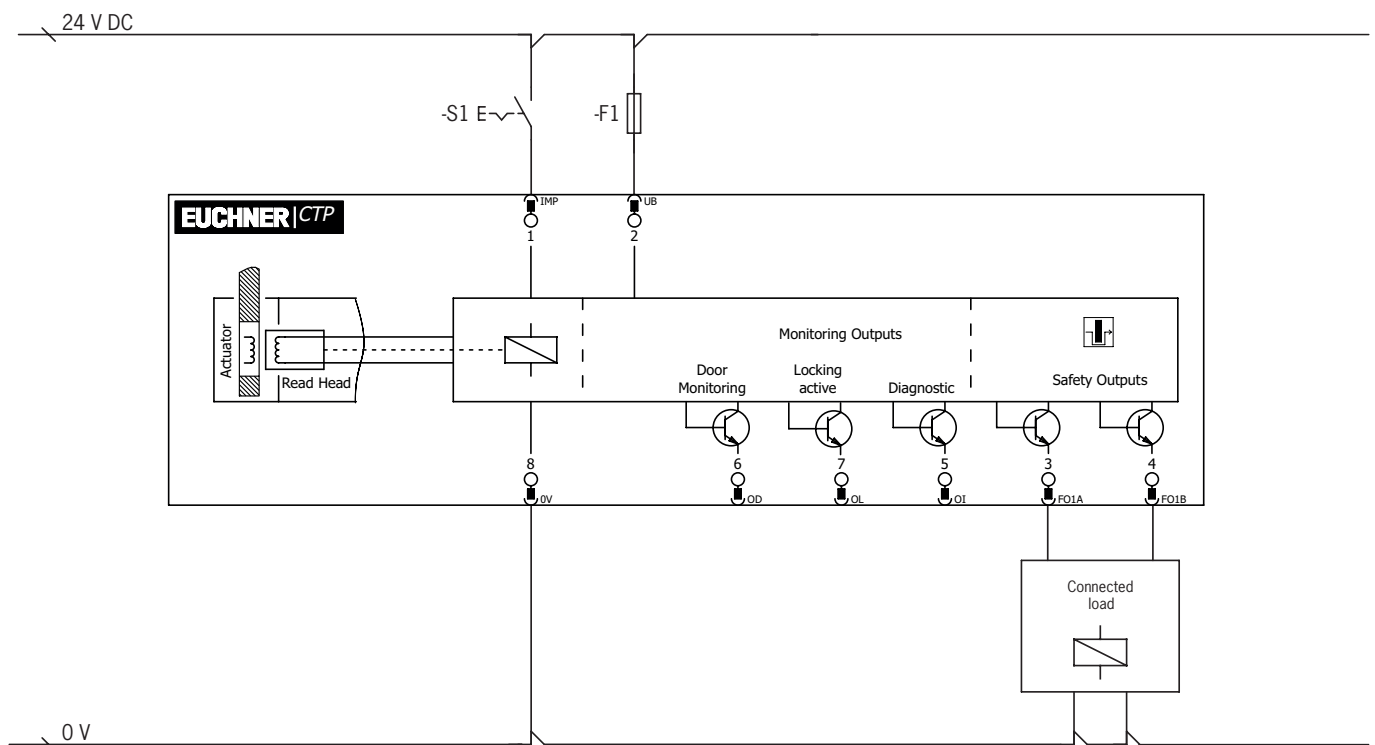 24 V DC
-S1 E
-F1
IMP
UB
EUCHNER|CTP
1
2
Monitoring Outputs
Actuator
Read Head
Door
Monitoring
Locking
active
Diagnostic
Safety Outputs
8
6
7
5
3
4
0V
OD
OL
OI
FO1A
FO1B
Connected
load
0 V